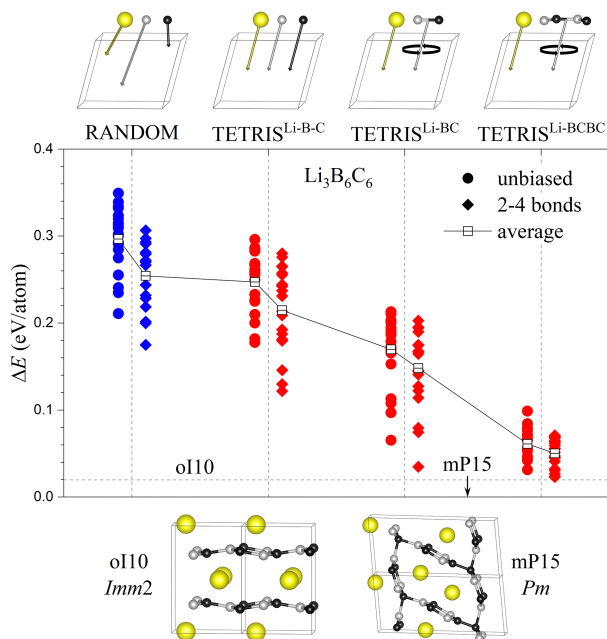 RANDOM TETRIS^Li-B-C TETRIS^Li-BC TETRIS^Li-BCBC
Li₃B₆C₆
unbiased
2-4 bonds
average
0.4
0.3
0.2
0.1
0.0
ΔE (eV/atom)
oI10 mP15
oI10
Imm2
mP15
Pm